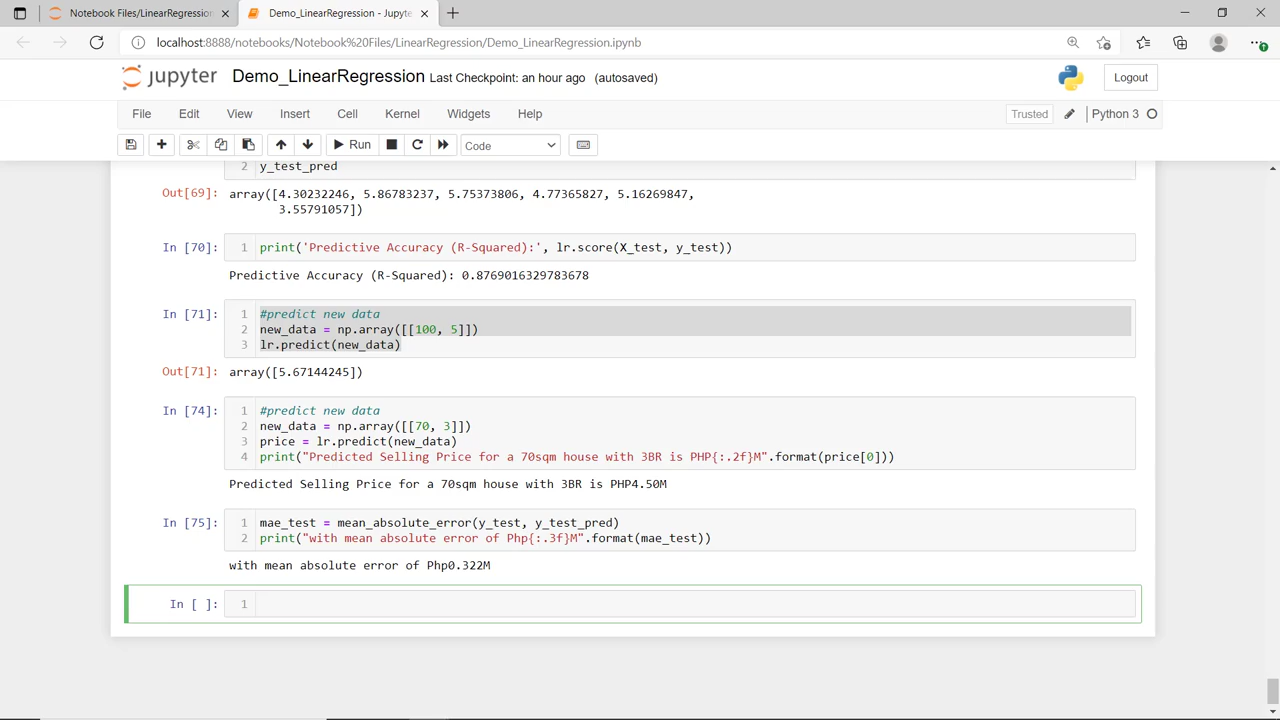 Notebook Files/LinearRegression
Demo_LinearRegression - Jupyte
localhost:8888/notebooks/Notebook%20Files/LinearRegression/Demo_LinearRegression.ipynb
jupyter Demo_LinearRegression Last Checkpoint: an hour ago (autosaved)
Logout
File Edit View Insert Cell Kernel Widgets Help
Trusted
Python 3
Run
Code
2 y_test_pred
Out[69]: array([4.30232246, 5.86783237, 5.75373806, 4.77365827, 5.16269847,
3.55791057])
In [70]: 1 print('Predictive Accuracy (R-Squared):', lr.score(X_test, y_test))
Predictive Accuracy (R-Squared): 0.8769016329783678
In [71]: 1 #predict new data
2 new_data = np.array([[100, 5]])
3 lr.predict(new_data)
Out[71]: array([5.67144245])
In [74]: 1 #predict new data
2 new_data = np.array([[70, 3]])
3 price = lr.predict(new_data)
4 print("Predicted Selling Price for a 70sqm house with 3BR is PHP{:.2f}M".format(price[0]))
Predicted Selling Price for a 70sqm house with 3BR is PHP4.50M
In [75]: 1 mae_test = mean_absolute_error(y_test, y_test_pred)
2 print("with mean absolute error of Php{:.3f}M".format(mae_test))
with mean absolute error of Php0.322M
In [ ]: 1